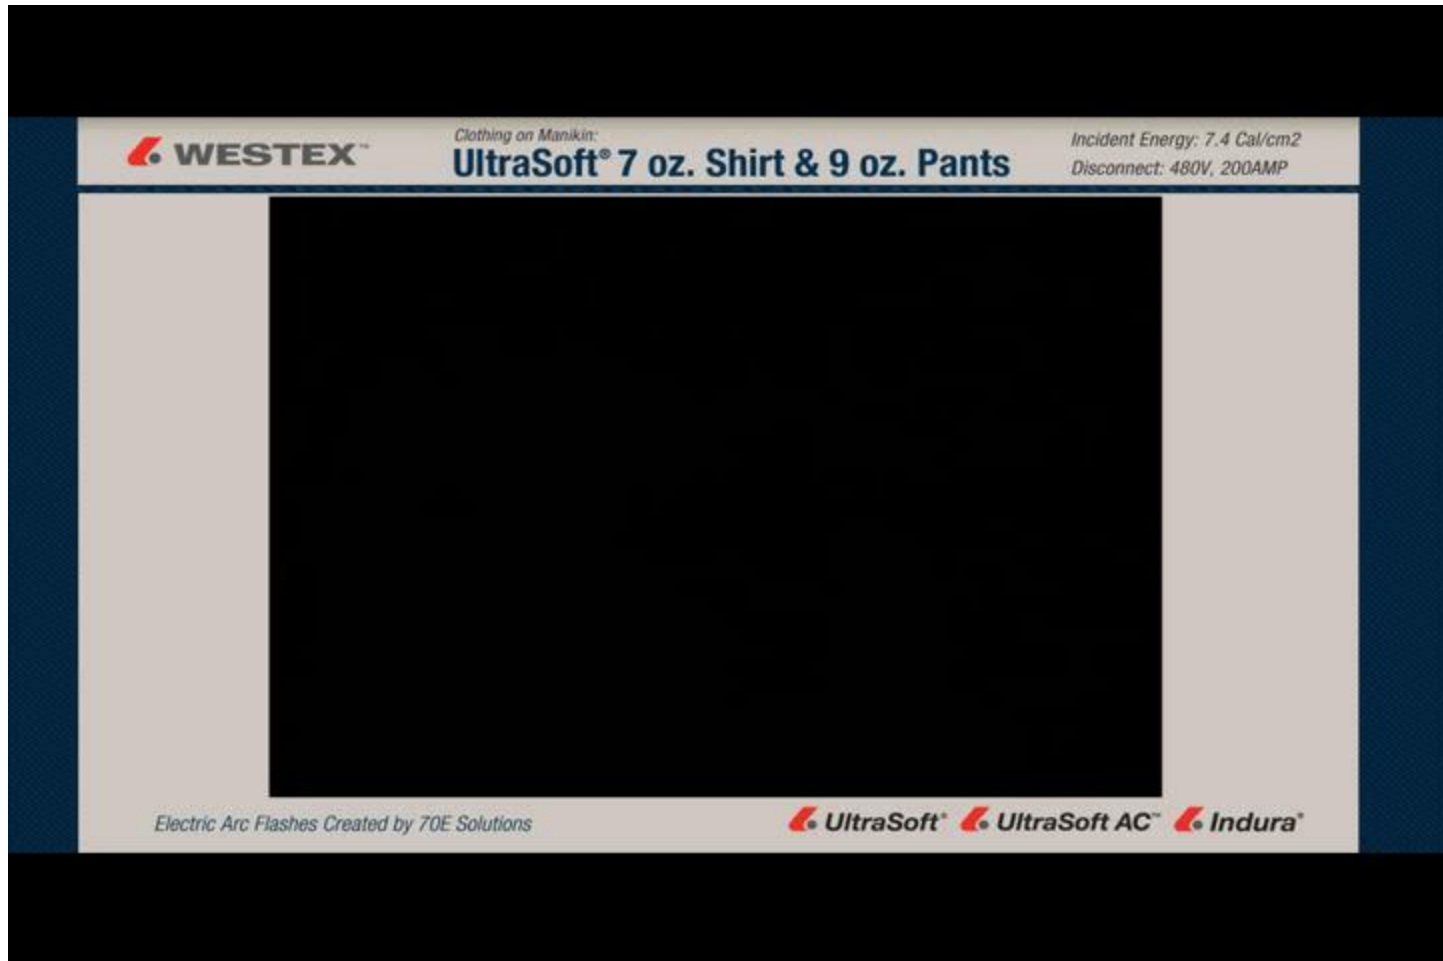 WESTEX™
Clothing on Manikin:
UltraSoft® 7 oz. Shirt & 9 oz. Pants
Incident Energy: 7.4 Cal/cm2
Disconnect: 480V, 200AMP
Electric Arc Flashes Created by 70E Solutions
UltraSoft® UltraSoft AC™ Indura®